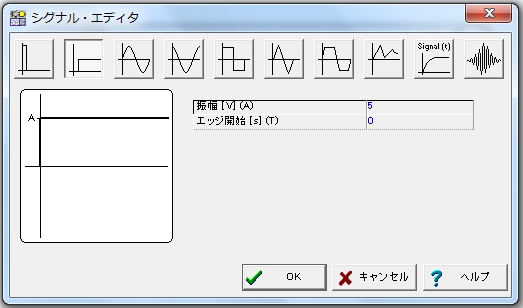 シグナル・エディタ
Signal (t)
A
振幅 [V] (A) 5
エッジ開始 [s] (T) 0
OK キャンセル ? ヘルプ